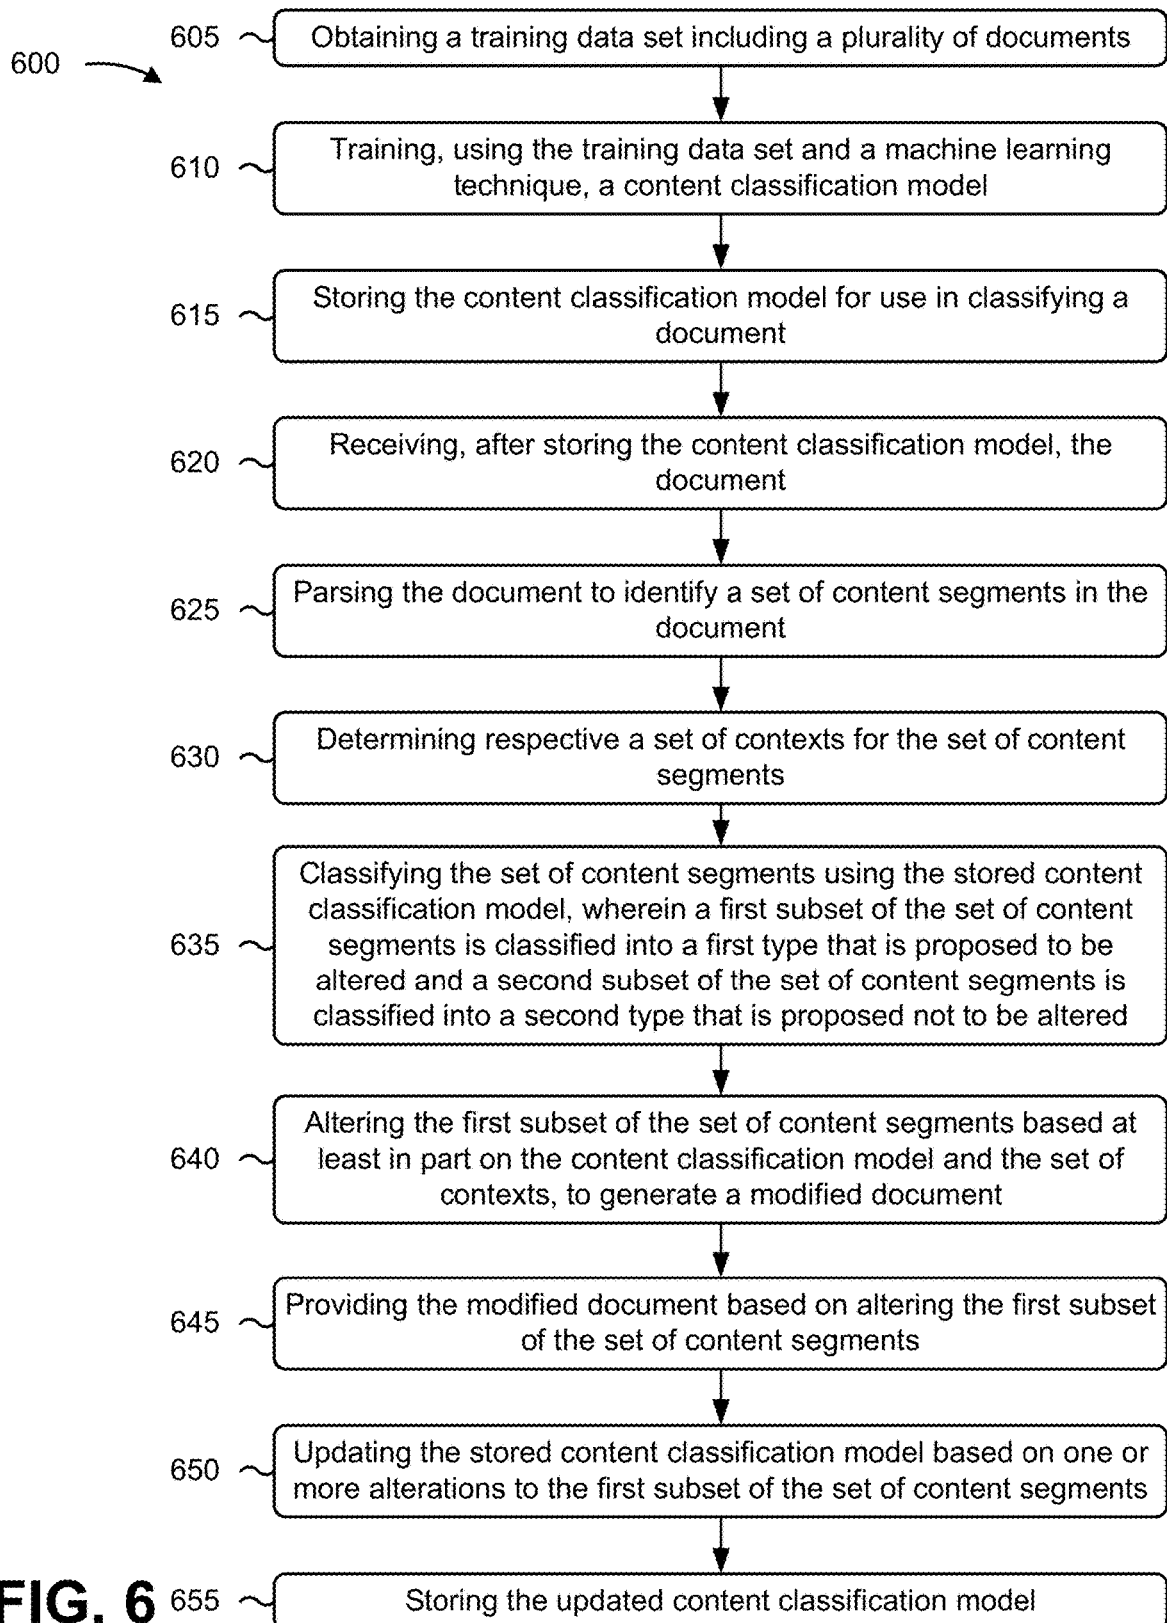 605
Obtaining a training data set including a plurality of documents
600
610
Training, using the training data set and a machine learning
technique, a content classification model
615
Storing the content classification model for use in classifying a
document
620
Receiving, after storing the content classification model, the
document
625
Parsing the document to identify a set of content segments in the
document
630
Determining respective a set of contexts for the set of content
segments
635
Classifying the set of content segments using the stored content
classification model, wherein a first subset of the set of content
segments is classified into a first type that is proposed to be
altered and a second subset of the set of content segments is
classified into a second type that is proposed not to be altered
640
Altering the first subset of the set of content segments based at
least in part on the content classification model and the set of
contexts, to generate a modified document
645
Providing the modified document based on altering the first subset
of the set of content segments
650
Updating the stored content classification model based on one or
more alterations to the first subset of the set of content segments
FIG. 6
655
Storing the updated content classification model